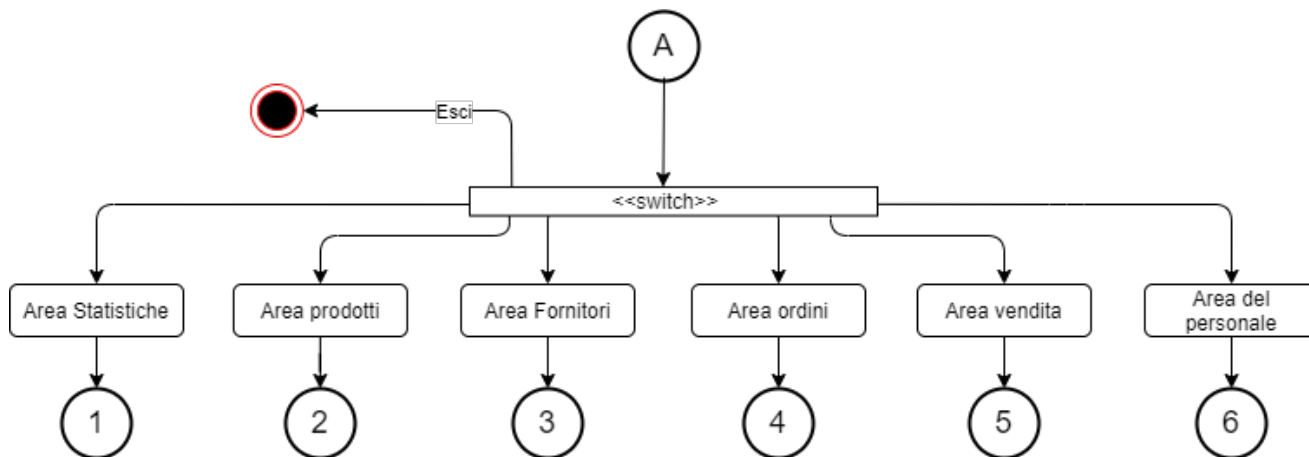 A
Esci
<<switch>>
Area Statistiche
Area prodotti
Area Fornitori
Area ordini
Area vendita
Area del
personale
1
2
3
4
5
6